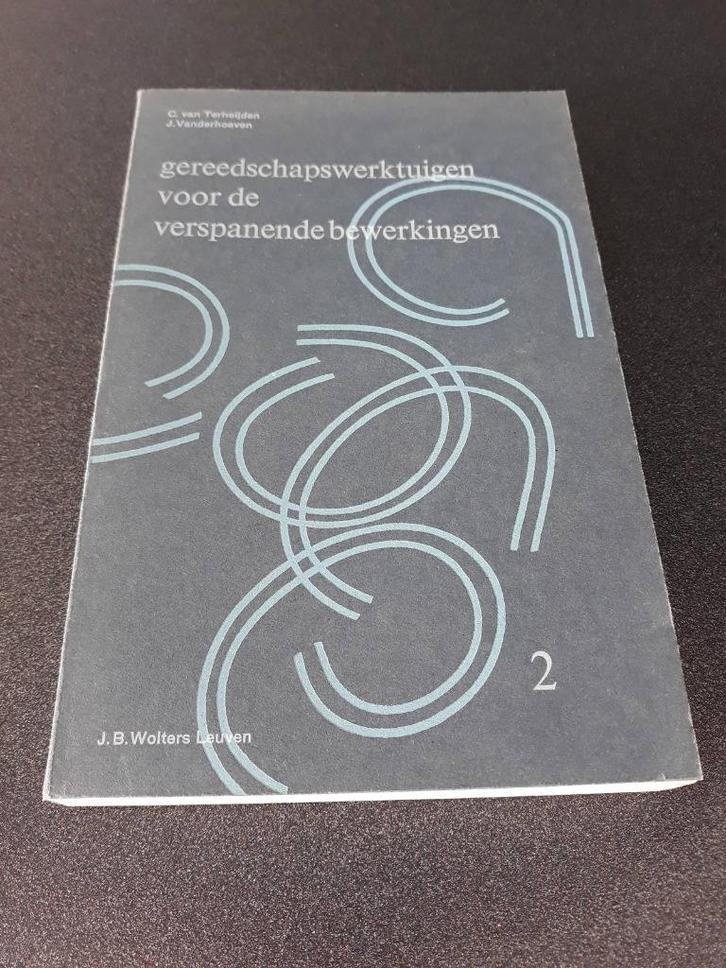 C. van Terheijden
J. Vanderhoeven
gereedschapswerktuigen
voor de
verspanende bewerkingen
2
J. B. Wolters Leuven